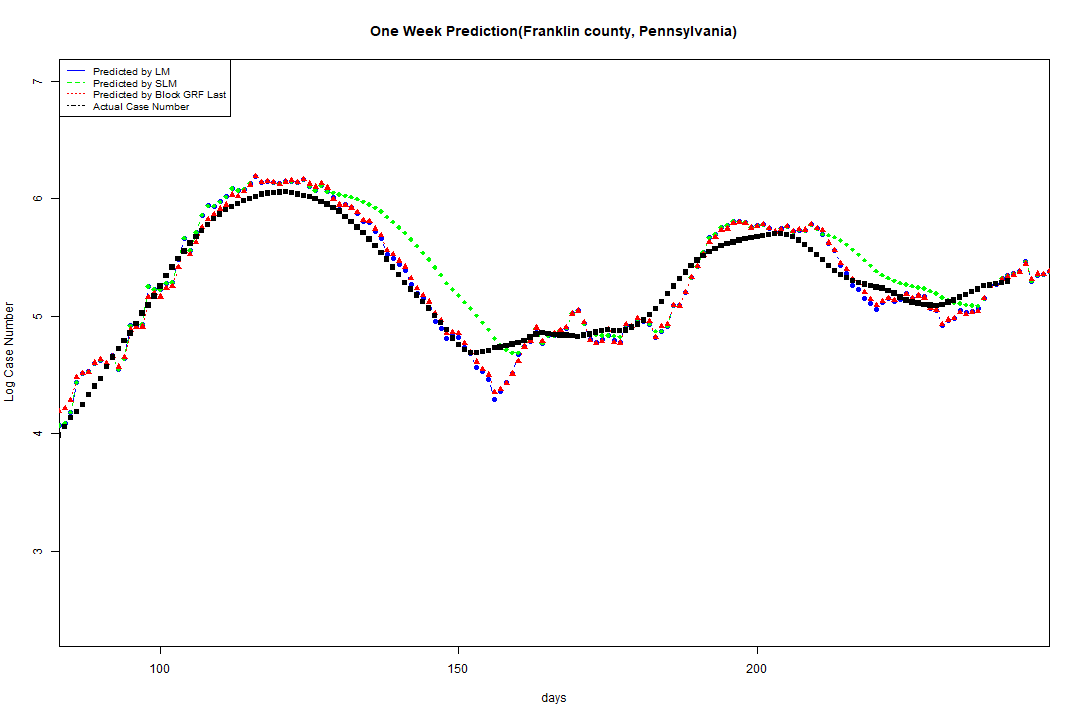 One Week Prediction(Franklin county, Pennsylvania)
Predicted by LM
Predicted by SLM
Predicted by Block GRF Last
Actual Case Number
7
6
5
4
3
Log Case Number
100 150 200
days